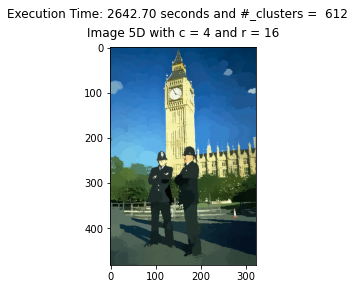 Execution Time: 2642.70 seconds and #_clusters =  612
Image 5D with c = 4 and r = 16
0
100
200
300
400
0 100 200 300